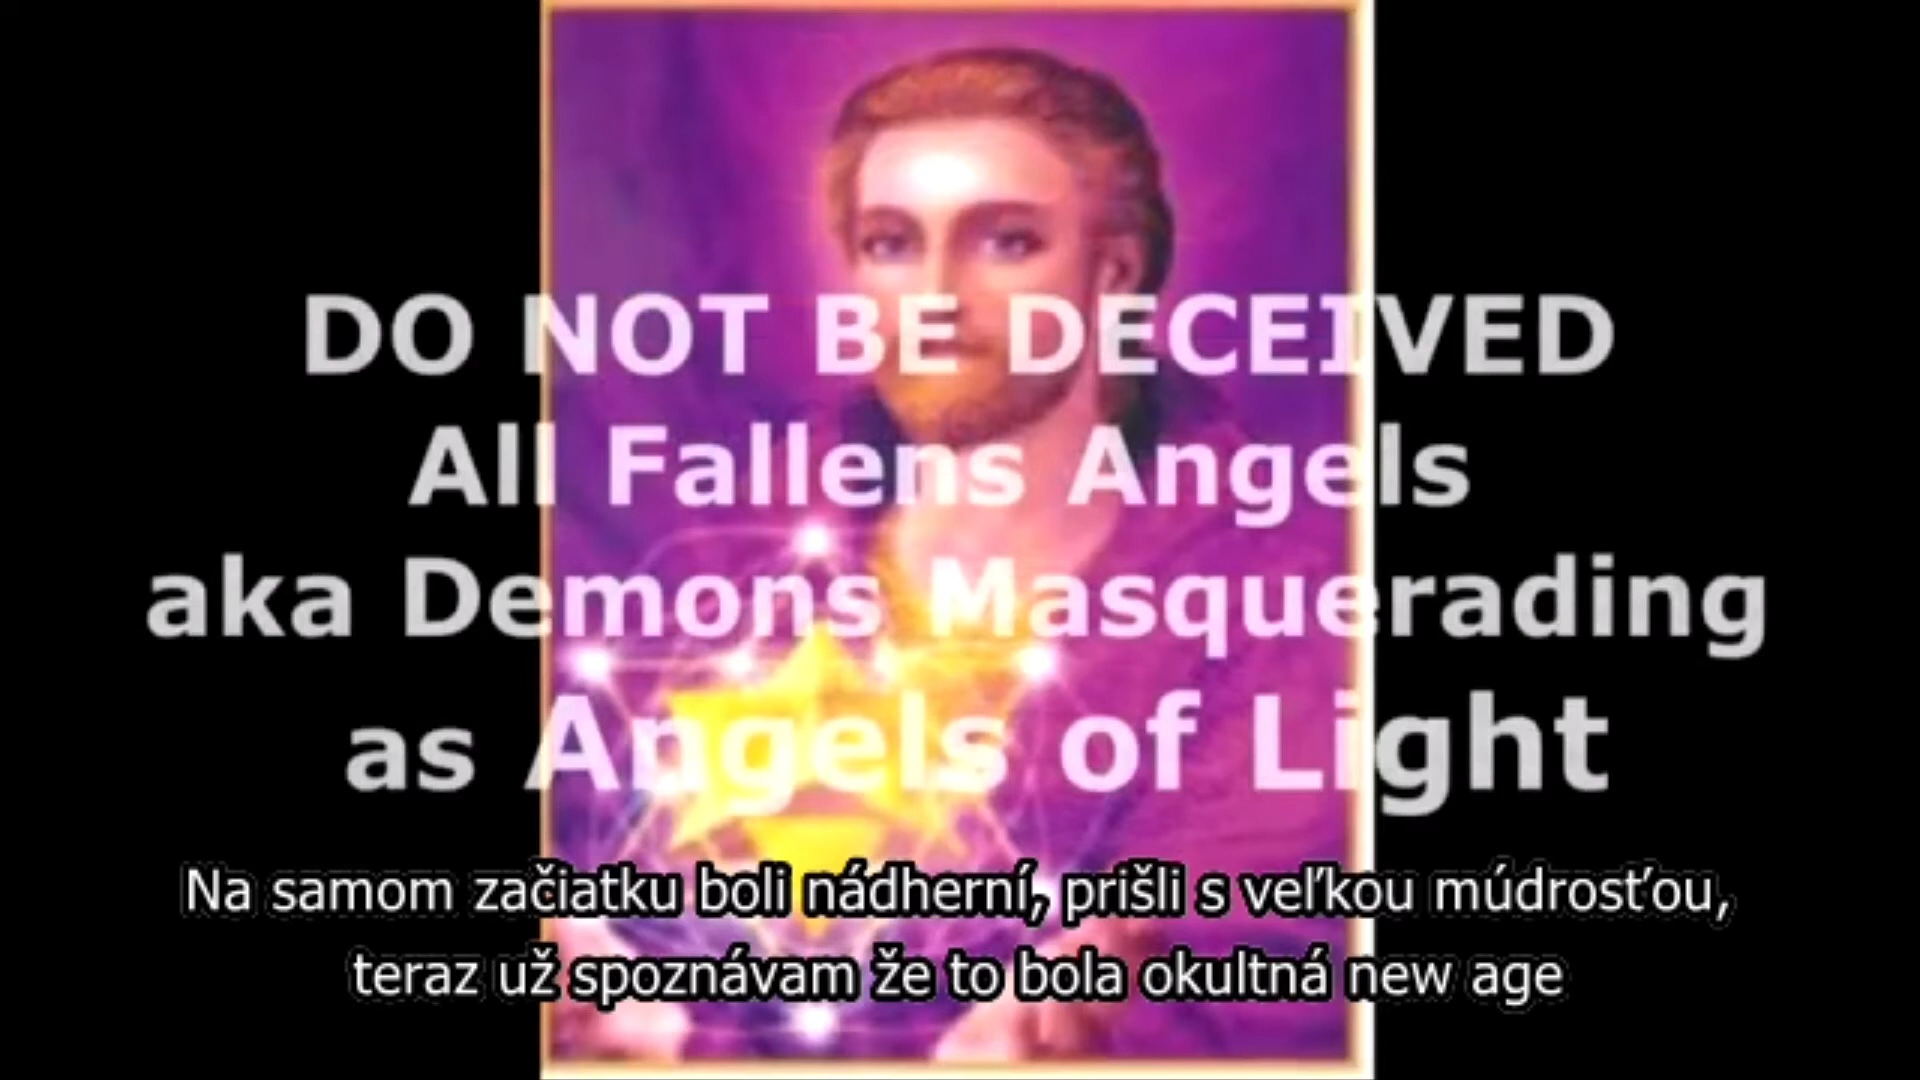 DO NOT BE DECEIVED
All Fallens Angels
aka Demons Masquerading
as Angels of Light
Na samom začiatku boli nádherní, prišli s veľkou múdrosťou,
teraz už spoznávam že to bola okultná new age